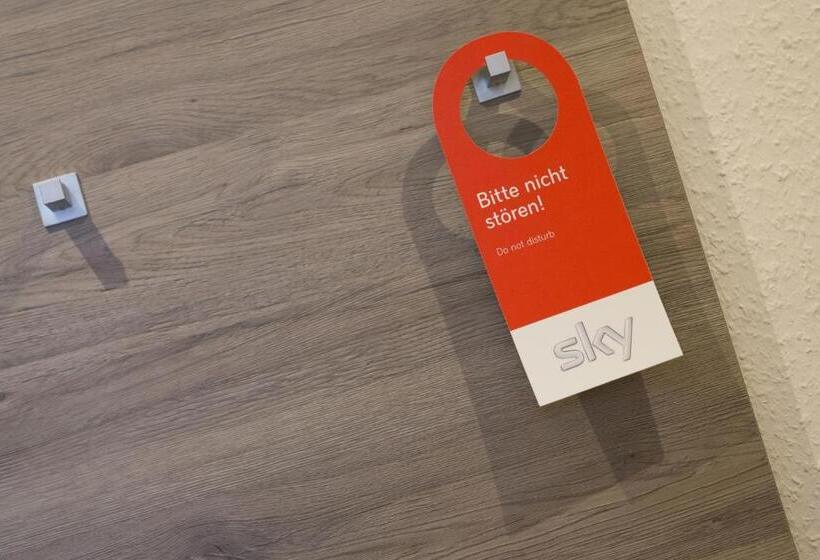 Bitte nicht
stören!
Do not disturb
sky